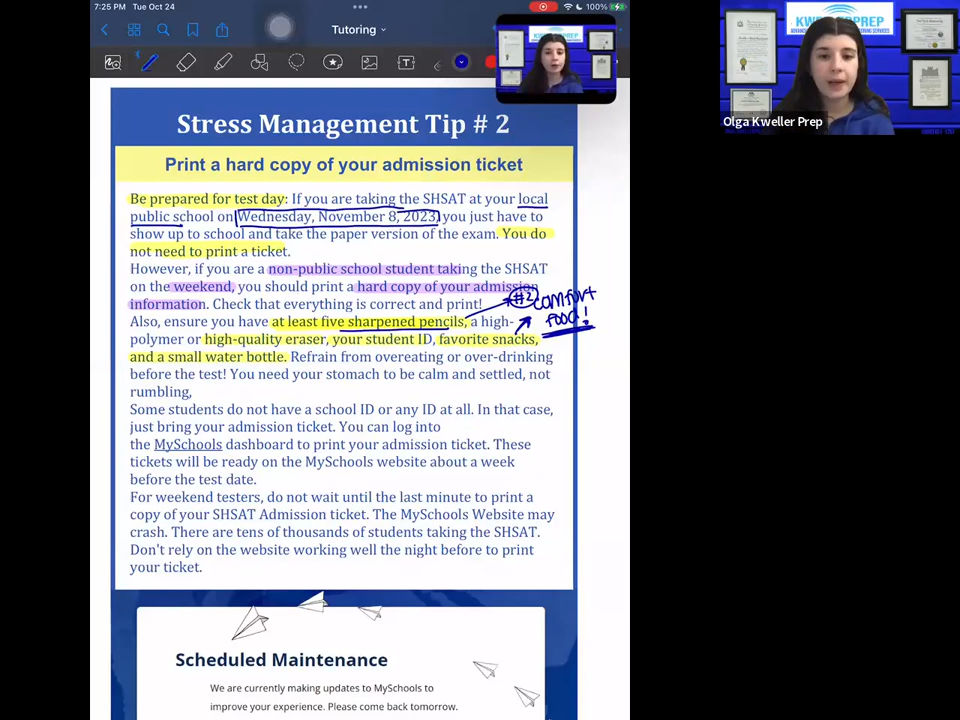 7:25 PM Tue Oct 24
100%
Tutoring
KWELLER PREP
Olga Kweller Prep
Stress Management Tip # 2
Print a hard copy of your admission ticket
Be prepared for test day: If you are taking the SHSAT at your local
public school on Wednesday, November 8, 2023, you just have to
show up to school and take the paper version of the exam. You do
not need to print a ticket.
However, if you are a non-public school student taking the SHSAT
on the weekend, you should print a hard copy of your admission
information. Check that everything is correct and print!
#2 comfort
food!
Also, ensure you have at least five sharpened pencils, a high-
polymer or high-quality eraser, your student ID, favorite snacks,
and a small water bottle. Refrain from overeating or over-drinking
before the test! You need your stomach to be calm and settled, not
rumbling,
Some students do not have a school ID or any ID at all. In that case,
just bring your admission ticket. You can log into
the MySchools dashboard to print your admission ticket. These
tickets will be ready on the MySchools website about a week
before the test date.
For weekend testers, do not wait until the last minute to print a
copy of your SHSAT Admission ticket. The MySchools Website may
crash. There are tens of thousands of students taking the SHSAT.
Don't rely on the website working well the night before to print
your ticket.
Scheduled Maintenance
We are currently making updates to MySchools to
improve your experience. Please come back tomorrow.